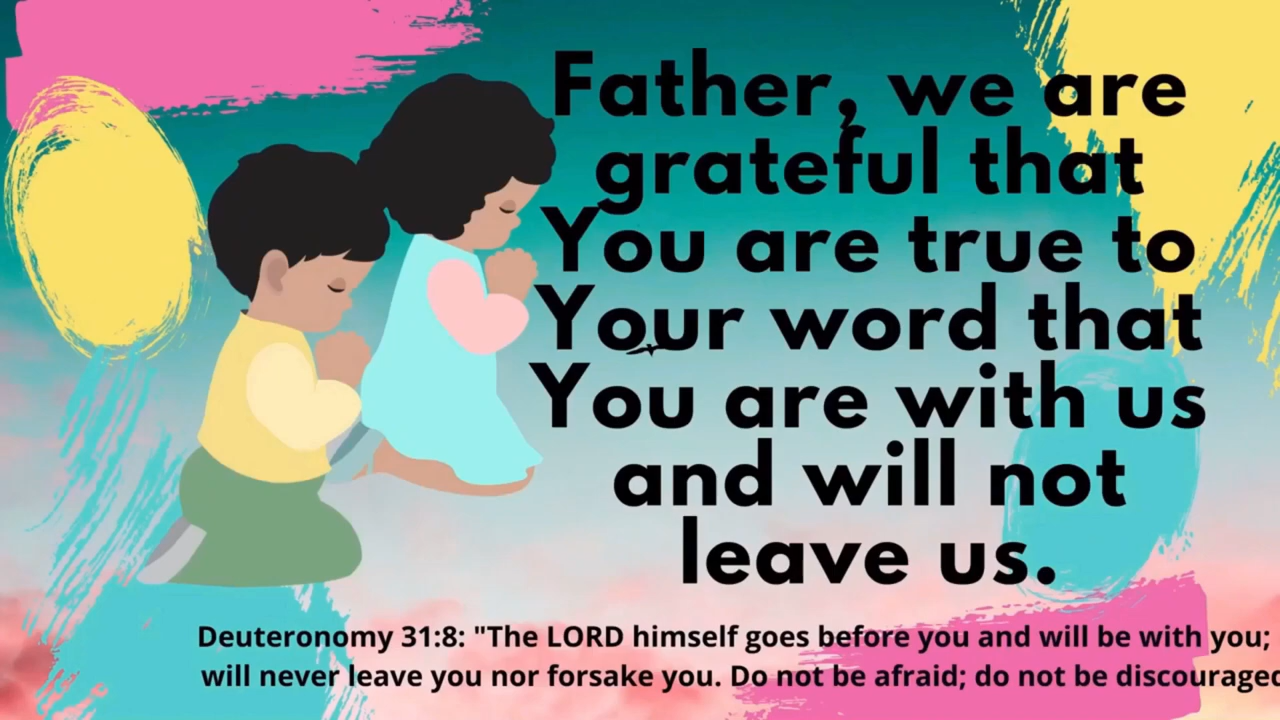 Father, we are
grateful that
You are true to
Your word that
You are with us
and will not
leave us.
Deuteronomy 31:8: "The LORD himself goes before you and will be with you;
will never leave you nor forsake you. Do not be afraid; do not be discouraged